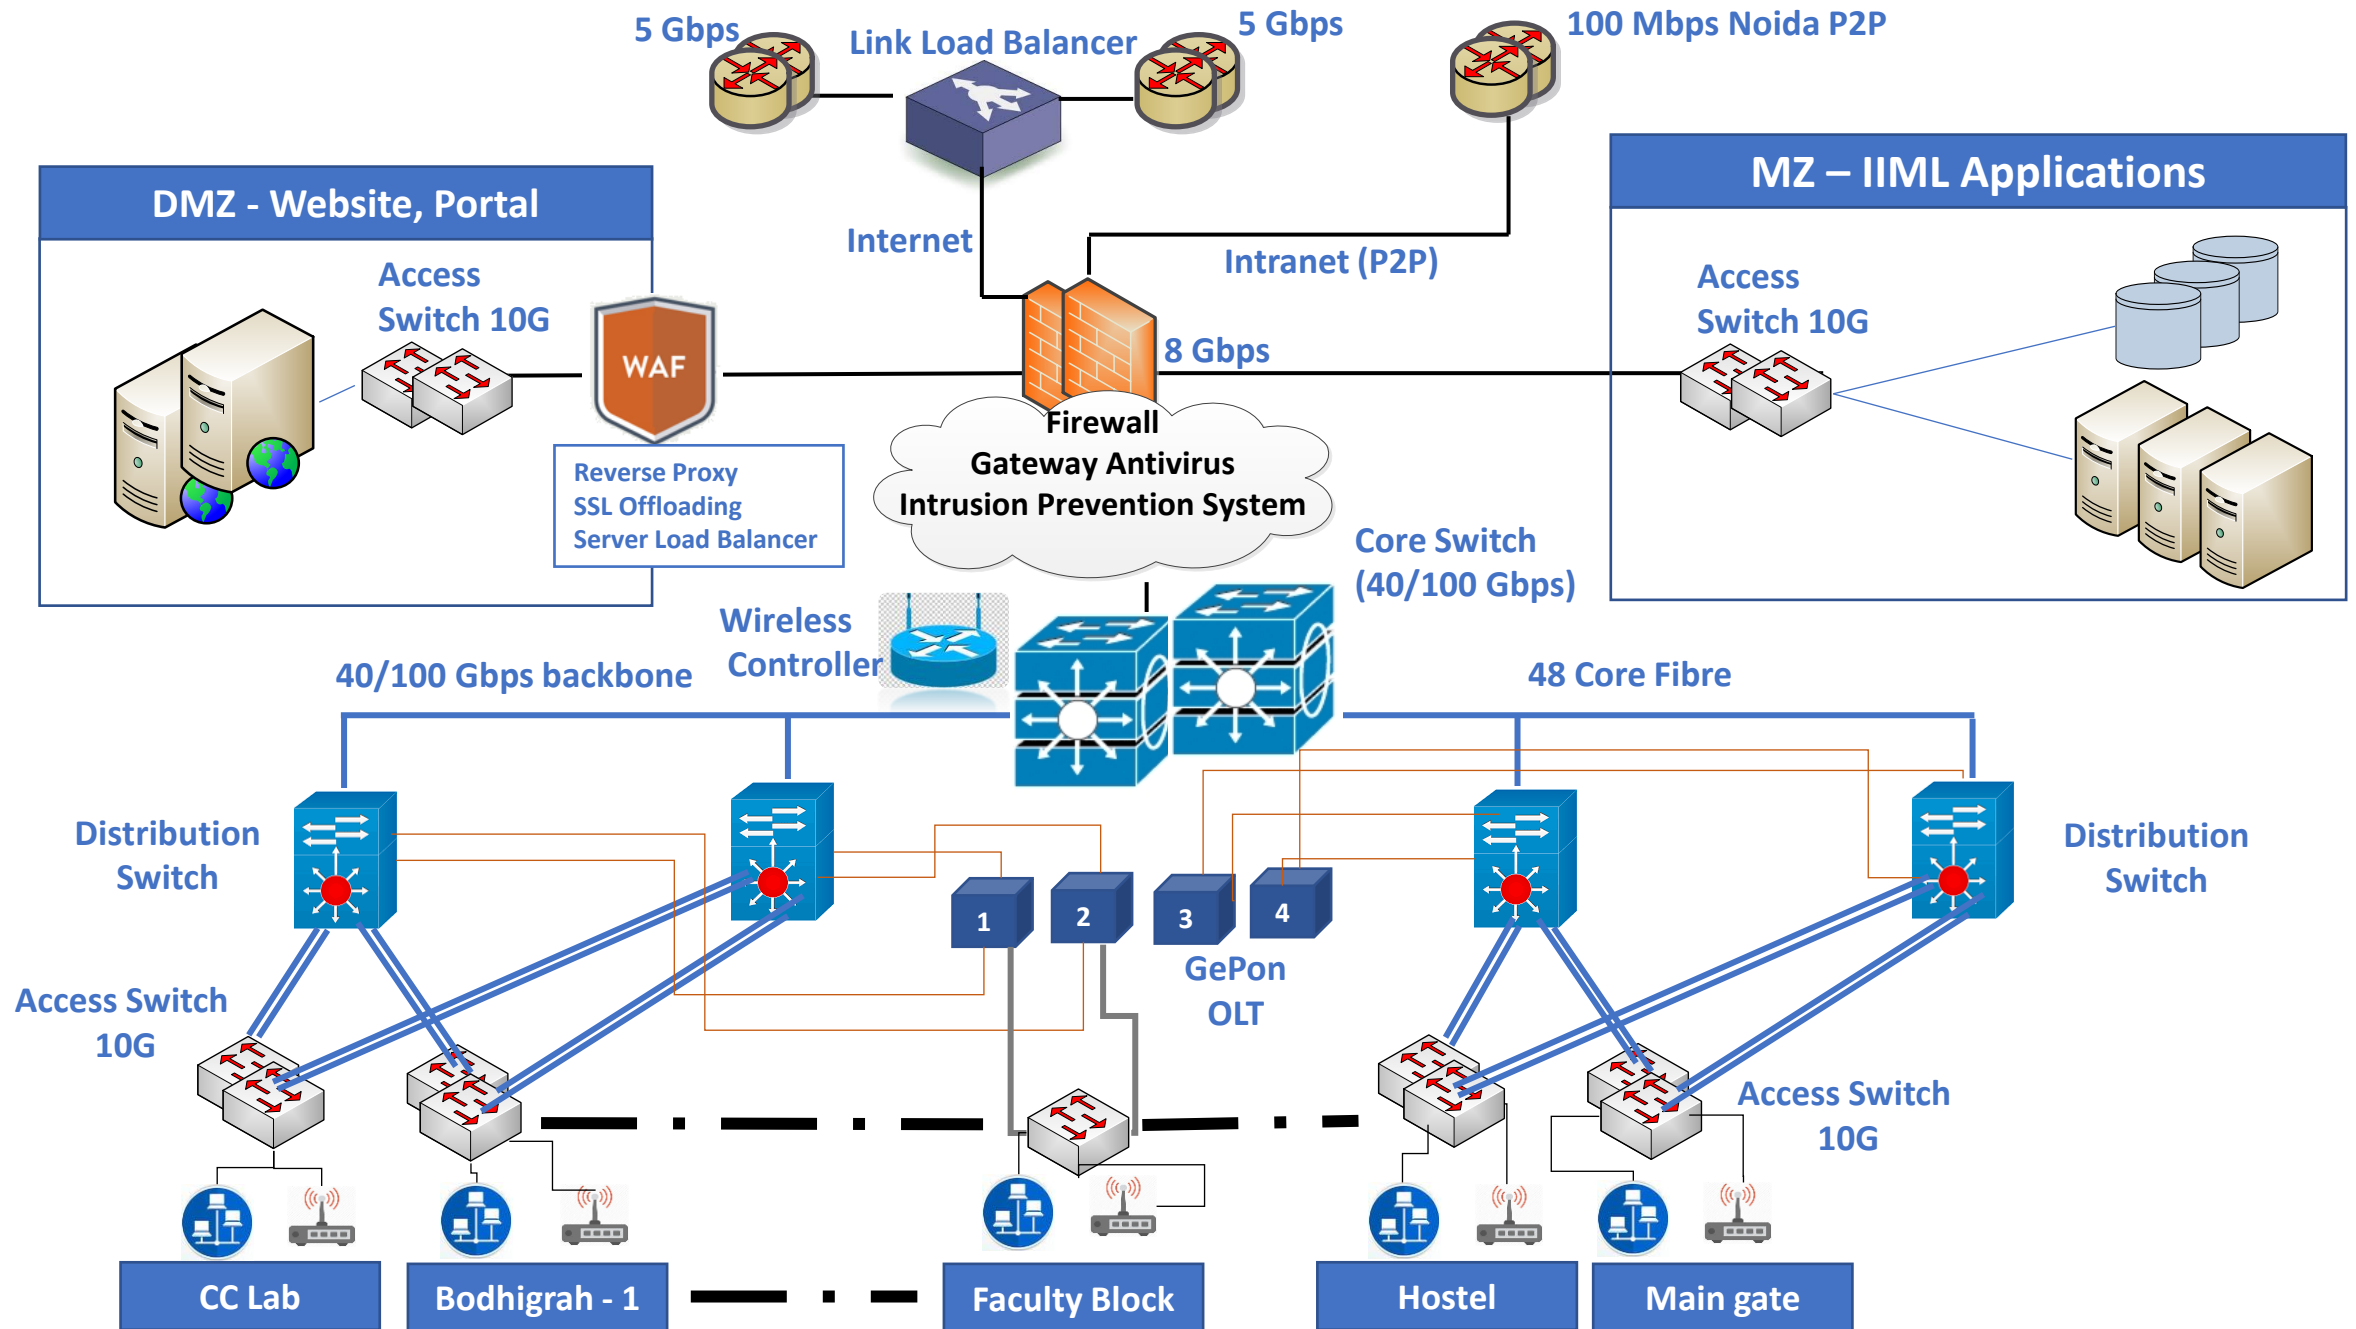 5 Gbps
Link Load Balancer
5 Gbps
100 Mbps Noida P2P
DMZ - Website, Portal
MZ – IIML Applications
Internet
Intranet (P2P)
Access
Switch 10G
WAF
8 Gbps
Access
Switch 10G
Firewall
Gateway Antivirus
Intrusion Prevention System
Reverse Proxy
SSL Offloading
Server Load Balancer
Core Switch
(40/100 Gbps)
Wireless
Controller
40/100 Gbps backbone
48 Core Fibre
Distribution
Switch
Distribution
Switch
1
2
3
4
GePon
OLT
Access Switch
10G
Access Switch
10G
CC Lab
Bodhigrah - 1
Faculty Block
Hostel
Main gate